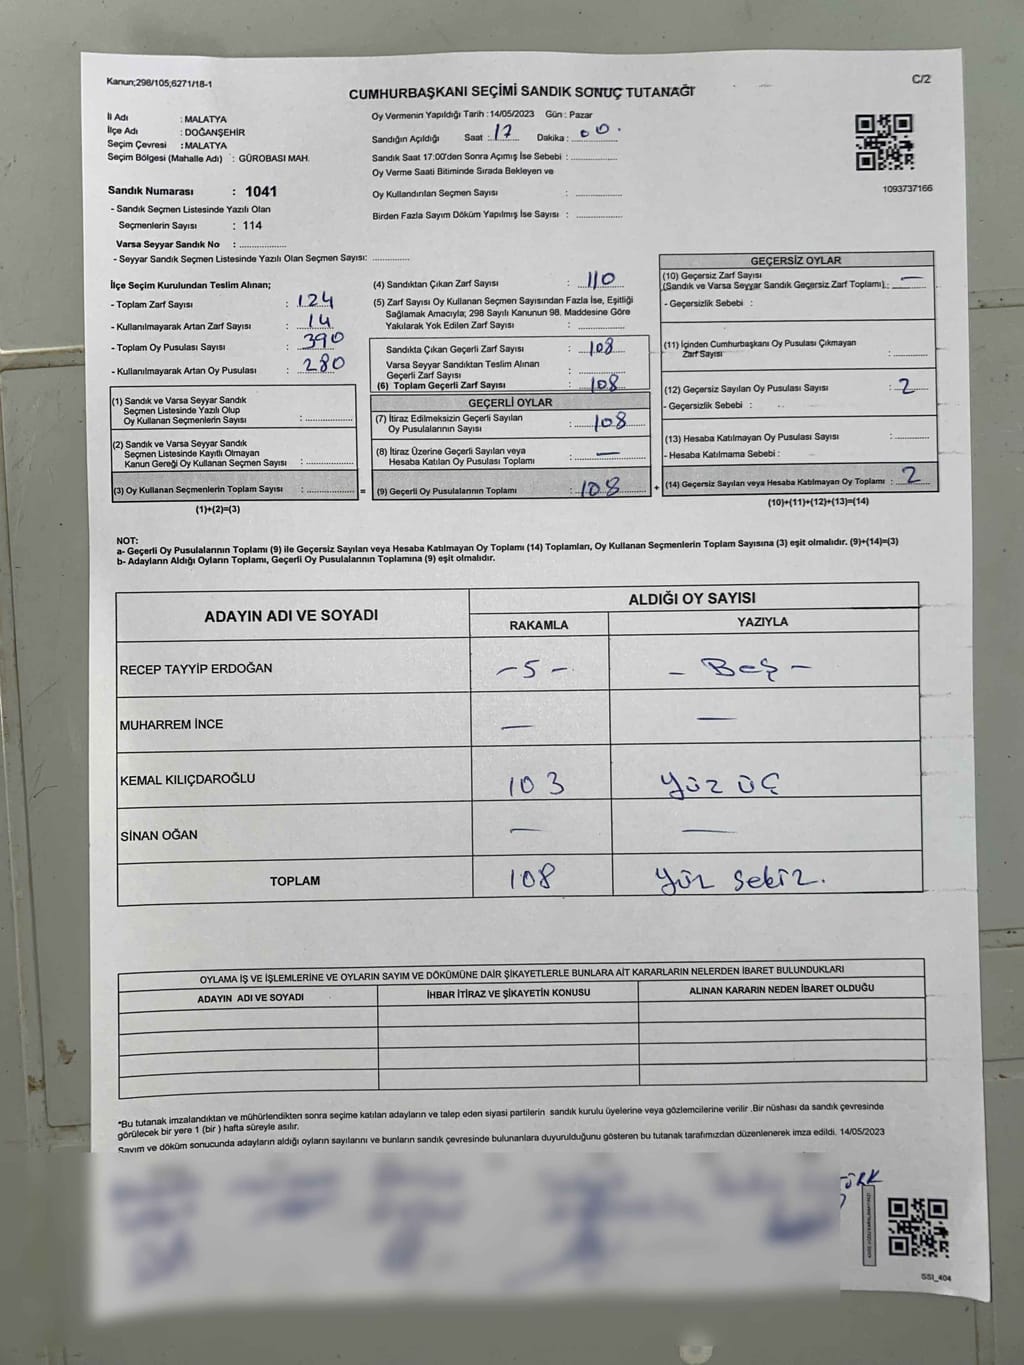 Kanun;298/105;6271/18-1
C/2
CUMHURBAŞKANI SEÇİMİ SANDIK SONUÇ TUTANAĞI
İl Adı : MALATYA
İlçe Adı : DOĞANŞEHİR
Seçim Çevresi : MALATYA
Seçim Bölgesi (Mahalle Adı) : GÜROBASI MAH.
Sandık Numarası : 1041
- Sandık Seçmen Listesinde Yazılı Olan
Seçmenlerin Sayısı : 114
Varsa Seyyar Sandık No : ................
- Seyyar Sandık Seçmen Listesinde Yazılı Olan Seçmen Sayısı: ............
Oy Vermenin Yapıldığı Tarih : 14/05/2023 Gün : Pazar
Sandığın Açıldığı Saat : 17 Dakika : 00.
Sandık Saat 17:00'den Sonra Açımış İse Sebebi : ................
Oy Verme Saati Bitiminde Sırada Bekleyen ve
Oy Kullandırılan Seçmen Sayısı : ................
Birden Fazla Sayım Döküm Yapılmış İse Sayısı : ................
1093737166
İlçe Seçim Kurulundan Teslim Alınan;
- Toplam Zarf Sayısı : 124
- Kullanılmayarak Artan Zarf Sayısı : 14
- Toplam Oy Pusulası Sayısı : 390
- Kullanılmayarak Artan Oy Pusulası : 280
(1) Sandık ve Varsa Seyyar Sandık
Seçmen Listesinde Yazılı Olup
Oy Kullanan Seçmenlerin Sayısı : ................
(2) Sandık ve Varsa Seyyar Sandık
Seçmen Listesinde Kayıtlı Olmayan
Kanun Gereği Oy Kullanan Seçmen Sayısı : ................
(3) Oy Kullanan Seçmenlerin Toplam Sayısı : ................ =
(1)+(2)=(3)
(4) Sandıktan Çıkan Zarf Sayısı : 110
(5) Zarf Sayısı Oy Kullanan Seçmen Sayısından Fazla İse, Eşitliği
Sağlamak Amacıyla; 298 Sayılı Kanunun 98. Maddesine Göre
Yakılarak Yok Edilen Zarf Sayısı : ................
Sandıkta Çıkan Geçerli Zarf Sayısı : 108
Varsa Seyyar Sandıktan Teslim Alınan
Geçerli Zarf Sayısı : ................
(6) Toplam Geçerli Zarf Sayısı : 108
GEÇERLİ OYLAR
(7) İtiraz Edilmeksizin Geçerli Sayılan
Oy Pusulalarının Sayısı : 108
(8) İtiraz Üzerine Geçerli Sayılan veya
Hesaba Katılan Oy Pusulası Toplamı : —
(9) Geçerli Oy Pusulalarının Toplamı : 108 +
GEÇERSİZ OYLAR
(10) Geçersiz Zarf Sayısı
(Sandık ve Varsa Seyyar Sandık Geçersiz Zarf Toplamı) : —
- Geçersizlik Sebebi :
(11) İçinden Cumhurbaşkanı Oy Pusulası Çıkmayan
Zarf Sayısı : ............
(12) Geçersiz Sayılan Oy Pusulası Sayısı : 2
- Geçersizlik Sebebi :
(13) Hesaba Katılmayan Oy Pusulası Sayısı : ............
- Hesaba Katılmama Sebebi :
(14) Geçersiz Sayılan veya Hesaba Katılmayan Oy Toplamı : 2
(10)+(11)+(12)+(13)=(14)
NOT:
a- Geçerli Oy Pusulalarının Toplamı (9) ile Geçersiz Sayılan veya Hesaba Katılmayan Oy Toplamı (14) Toplamları, Oy Kullanan Seçmenlerin Toplam Sayısına (3) eşit olmalıdır. (9)+(14)=(3)
b- Adayların Aldığı Oyların Toplamı, Geçerli Oy Pusulalarının Toplamına (9) eşit olmalıdır.
ADAYIN ADI VE SOYADI
ALDIĞI OY SAYISI
RAKAMLA YAZIYLA
RECEP TAYYİP ERDOĞAN -5- - Beş -
MUHARREM İNCE — —
KEMAL KILIÇDAROĞLU 103 yüz üç
SİNAN OĞAN — —
TOPLAM 108 yüz sekiz.
OYLAMA İŞ VE İŞLEMLERİNE VE OYLARIN SAYIM VE DÖKÜMÜNE DAİR ŞİKAYETLERLE BUNLARA AİT KARARLARIN NELERDEN İBARET BULUNDUKLARI
ADAYIN ADI VE SOYADI İHBAR İTİRAZ VE ŞİKAYETİN KONUSU ALINAN KARARIN NEDEN İBARET OLDUĞU
*Bu tutanak imzalandıktan ve mühürlendikten sonra seçime katılan adayların ve talep eden siyasi partilerin sandık kurulu üyelerine veya gözlemcilerine verilir .Bir nüshası da sandık çevresinde
görülecek bir yere 1 (bir ) hafta süreyle asılır.
Sayım ve döküm sonucunda adayların aldığı oyların sayılarını ve bunların sandık çevresinde bulunanlara duyurulduğunu gösteren bu tutanak tarafımızdan düzenlenerek imza edildi. 14/05/2023
SSI_404